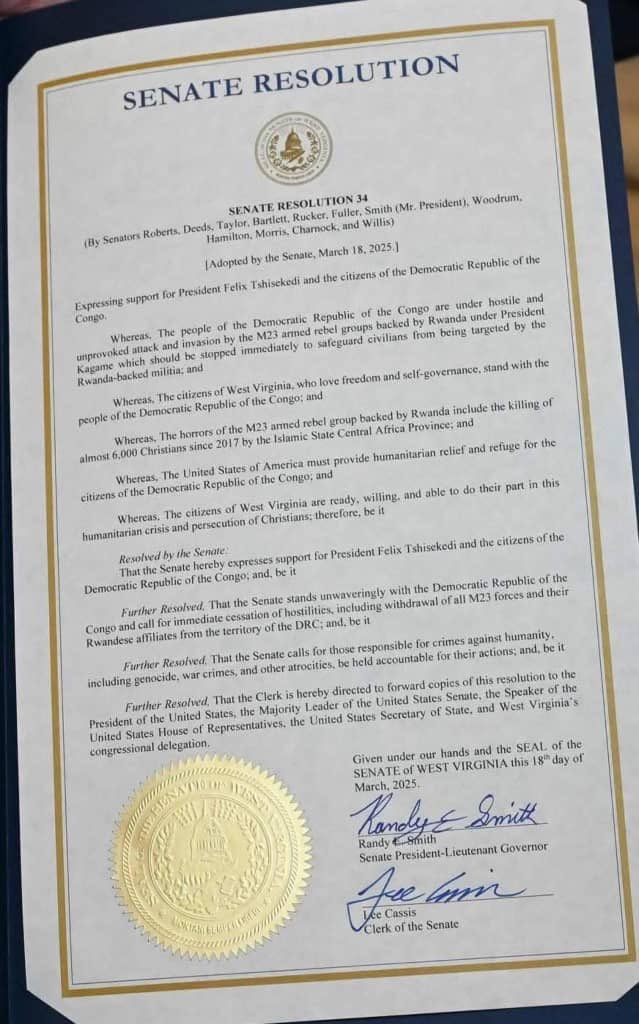 SENATE RESOLUTION
SENATE RESOLUTION 34
(By Senators Roberts, Deeds, Taylor, Bartlett, Rucker, Fuller, Smith (Mr. President), Woodrum,
Hamilton, Morris, Charnock, and Willis)
[Adopted by the Senate, March 18, 2025.]
Expressing support for President Felix Tshisekedi and the citizens of the Democratic Republic of the
Congo.
Whereas, The people of the Democratic Republic of the Congo are under hostile and
unprovoked attack and invasion by the M23 armed rebel groups backed by Rwanda under President
Kagame which should be stopped immediately to safeguard civilians from being targeted by the
Rwanda-backed militia; and
Whereas, The citizens of West Virginia, who love freedom and self-governance, stand with the
people of the Democratic Republic of the Congo; and
Whereas, The horrors of the M23 armed rebel group backed by Rwanda include the killing of
almost 6,000 Christians since 2017 by the Islamic State Central Africa Province; and
Whereas, The United States of America must provide humanitarian relief and refuge for the
citizens of the Democratic Republic of the Congo; and
Whereas, The citizens of West Virginia are ready, willing, and able to do their part in this
humanitarian crisis and persecution of Christians; therefore, be it
Resolved by the Senate:
That the Senate hereby expresses support for President Felix Tshisekedi and the citizens of the
Democratic Republic of the Congo; and, be it
Further Resolved, That the Senate stands unwaveringly with the Democratic Republic of the
Congo and call for immediate cessation of hostilities, including withdrawal of all M23 forces and their
Rwandese affiliates from the territory of the DRC; and, be it
Further Resolved, That the Senate calls for those responsible for crimes against humanity,
including genocide, war crimes, and other atrocities, be held accountable for their actions; and, be it
Further Resolved, That the Clerk is hereby directed to forward copies of this resolution to the
President of the United States, the Majority Leader of the United States Senate, the Speaker of the
United States House of Representatives, the United States Secretary of State, and West Virginia's
congressional delegation.
Given under our hands and the SEAL of the
SENATE of WEST VIRGINIA this 18th day of
March, 2025.
Randy E Smith
Randy E. Smith
Senate President-Lieutenant Governor
Lee Cassis
Clerk of the Senate